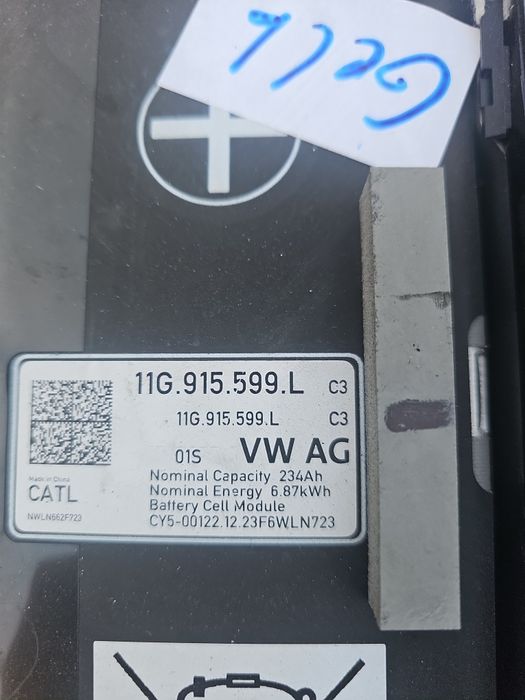 11G.915.599.L C3
11G.915.599.L C3
01S VW AG
Nominal Capacity 234Ah
Nominal Energy 6.87kWh
Battery Cell Module
CY5-00122.12.23F6WLN723
Made in China
CATL
NWLN662F723